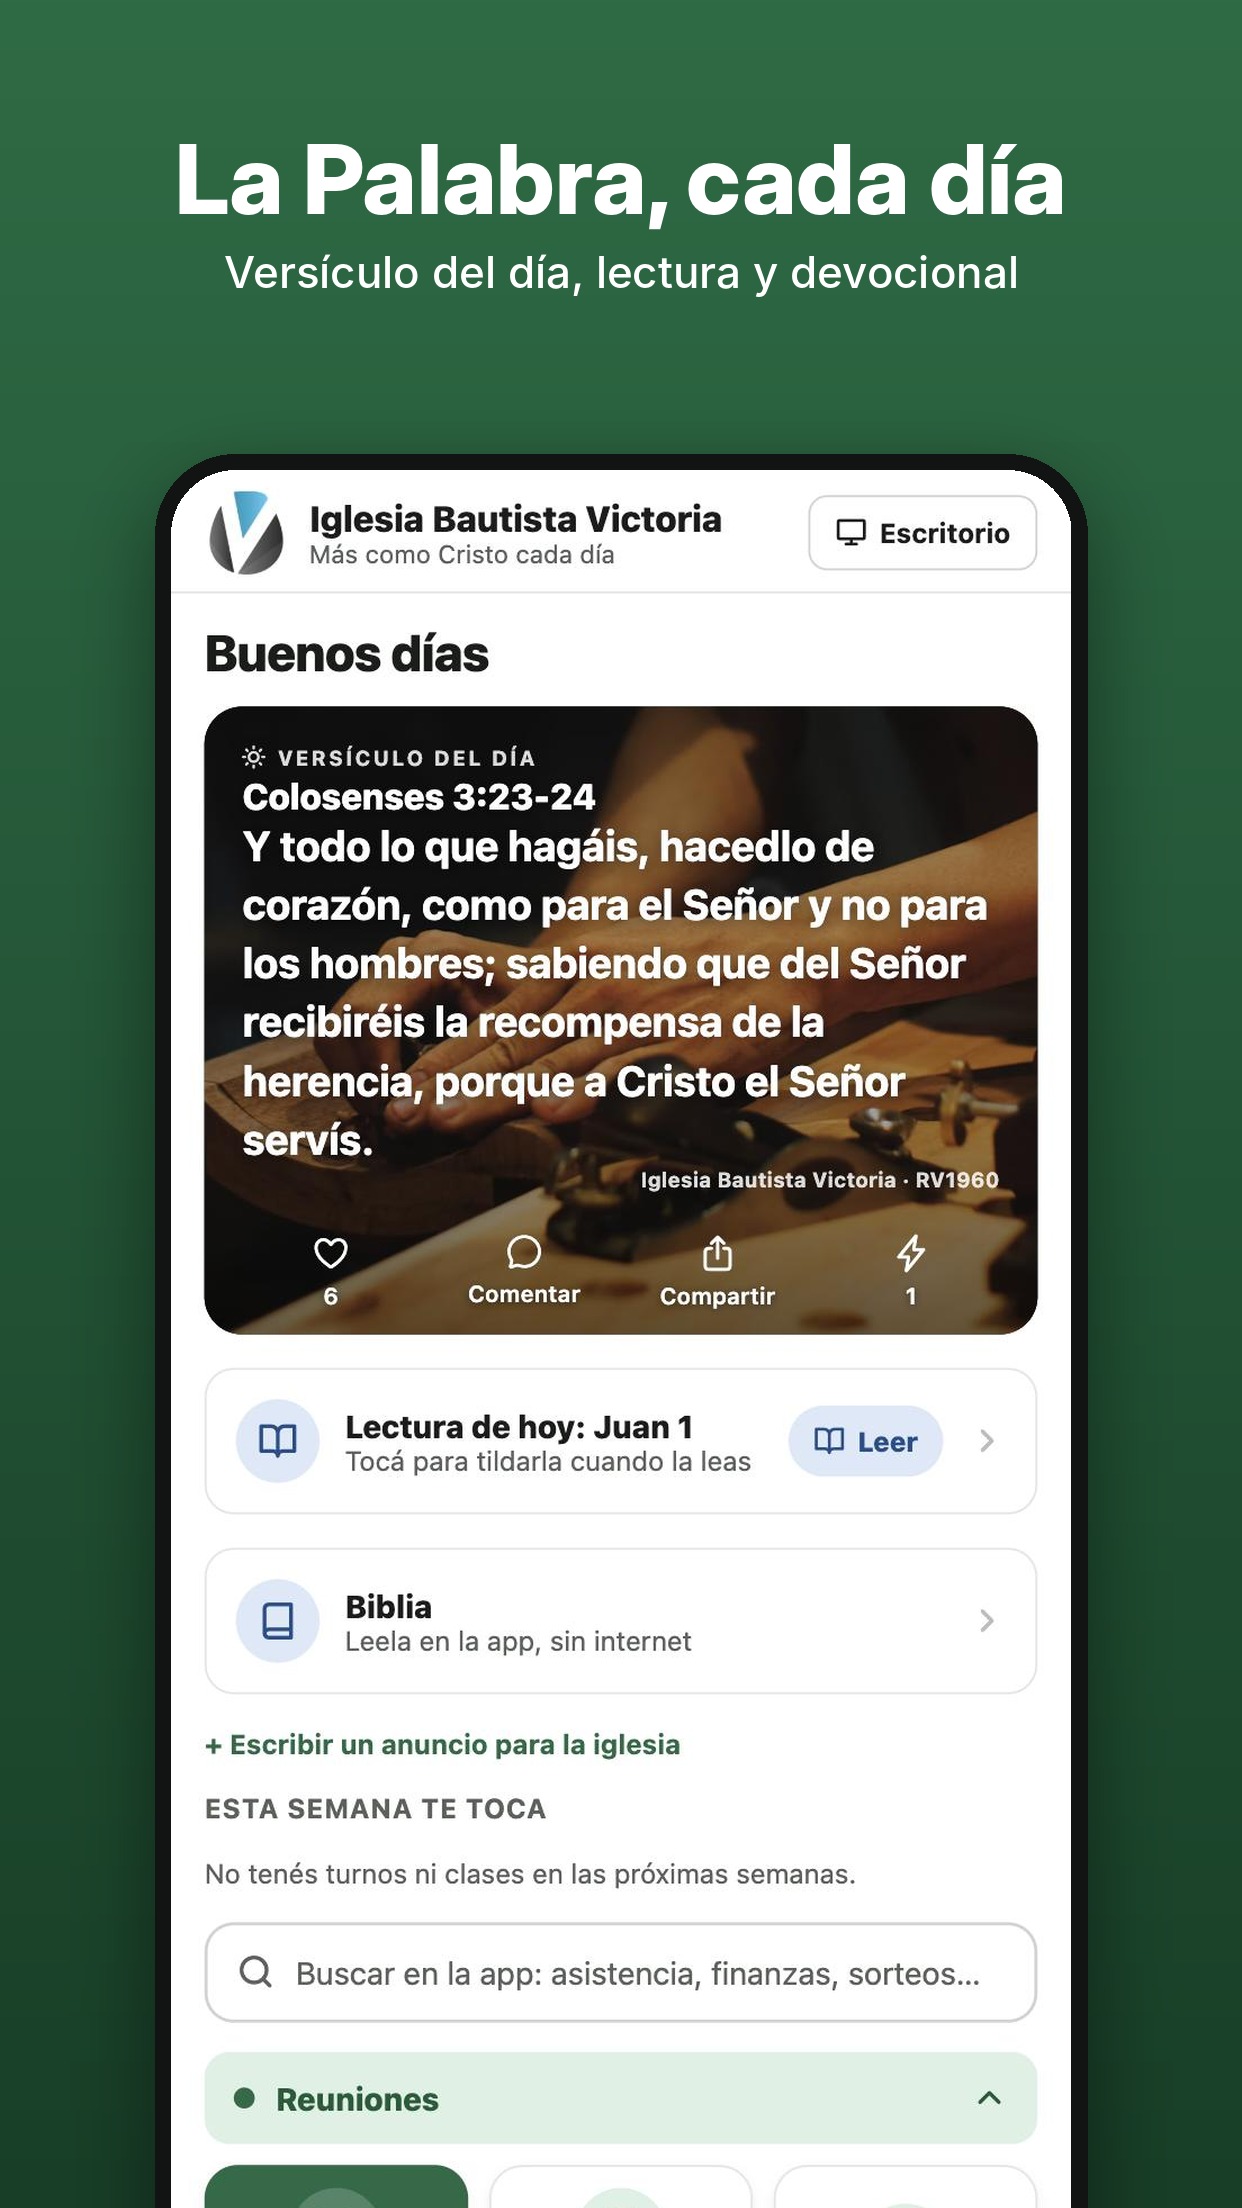 La Palabra, cada día
Versículo del día, lectura y devocional
Iglesia Bautista Victoria
Más como Cristo cada día
Escritorio
Buenos días
VERSÍCULO DEL DÍA
Colosenses 3:23-24
Y todo lo que hagáis, hacedlo de
corazón, como para el Señor y no para
los hombres; sabiendo que del Señor
recibiréis la recompensa de la
herencia, porque a Cristo el Señor
servís.
Iglesia Bautista Victoria · RV1960
6
Comentar
Compartir
1
Lectura de hoy: Juan 1
Tocá para tildarla cuando la leas
Leer
Biblia
Leela en la app, sin internet
+ Escribir un anuncio para la iglesia
ESTA SEMANA TE TOCA
No tenés turnos ni clases en las próximas semanas.
Buscar en la app: asistencia, finanzas, sorteos...
Reuniones